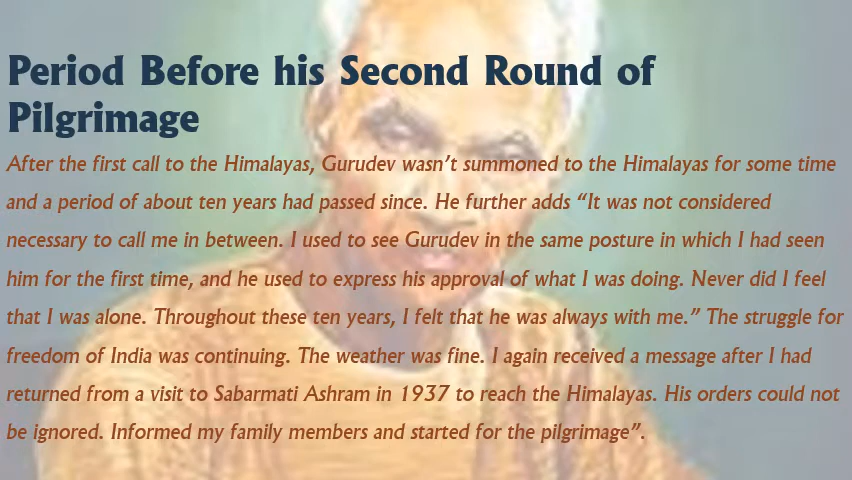 Period Before his Second Round of
Pilgrimage
After the first call to the Himalayas, Gurudev wasn’t summoned to the Himalayas for some time
and a period of about ten years had passed since. He further adds “It was not considered
necessary to call me in between. I used to see Gurudev in the same posture in which I had seen
him for the first time, and he used to express his approval of what I was doing. Never did I feel
that I was alone. Throughout these ten years, I felt that he was always with me.” The struggle for
freedom of India was continuing. The weather was fine. I again received a message after I had
returned from a visit to Sabarmati Ashram in 1937 to reach the Himalayas. His orders could not
be ignored. Informed my family members and started for the pilgrimage”.